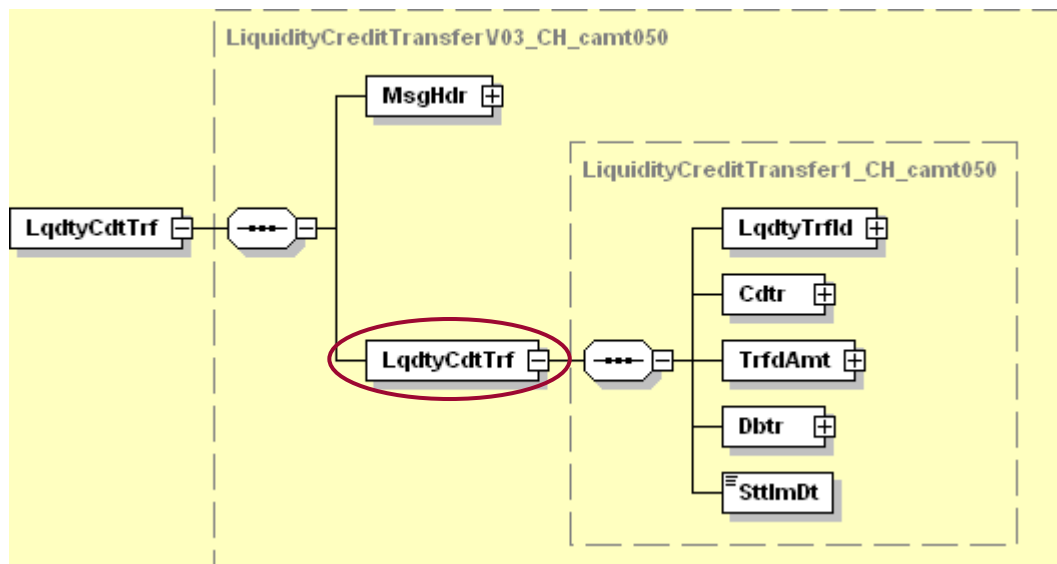 LiquidityCreditTransferV03_CH_camt050
MsgHdr
LiquidityCreditTransfer1_CH_camt050
LqdtyCdtTrf
LqdtyTrfId
Cdtr
LqdtyCdtTrf
TrfdAmt
Dbtr
SttlmDt